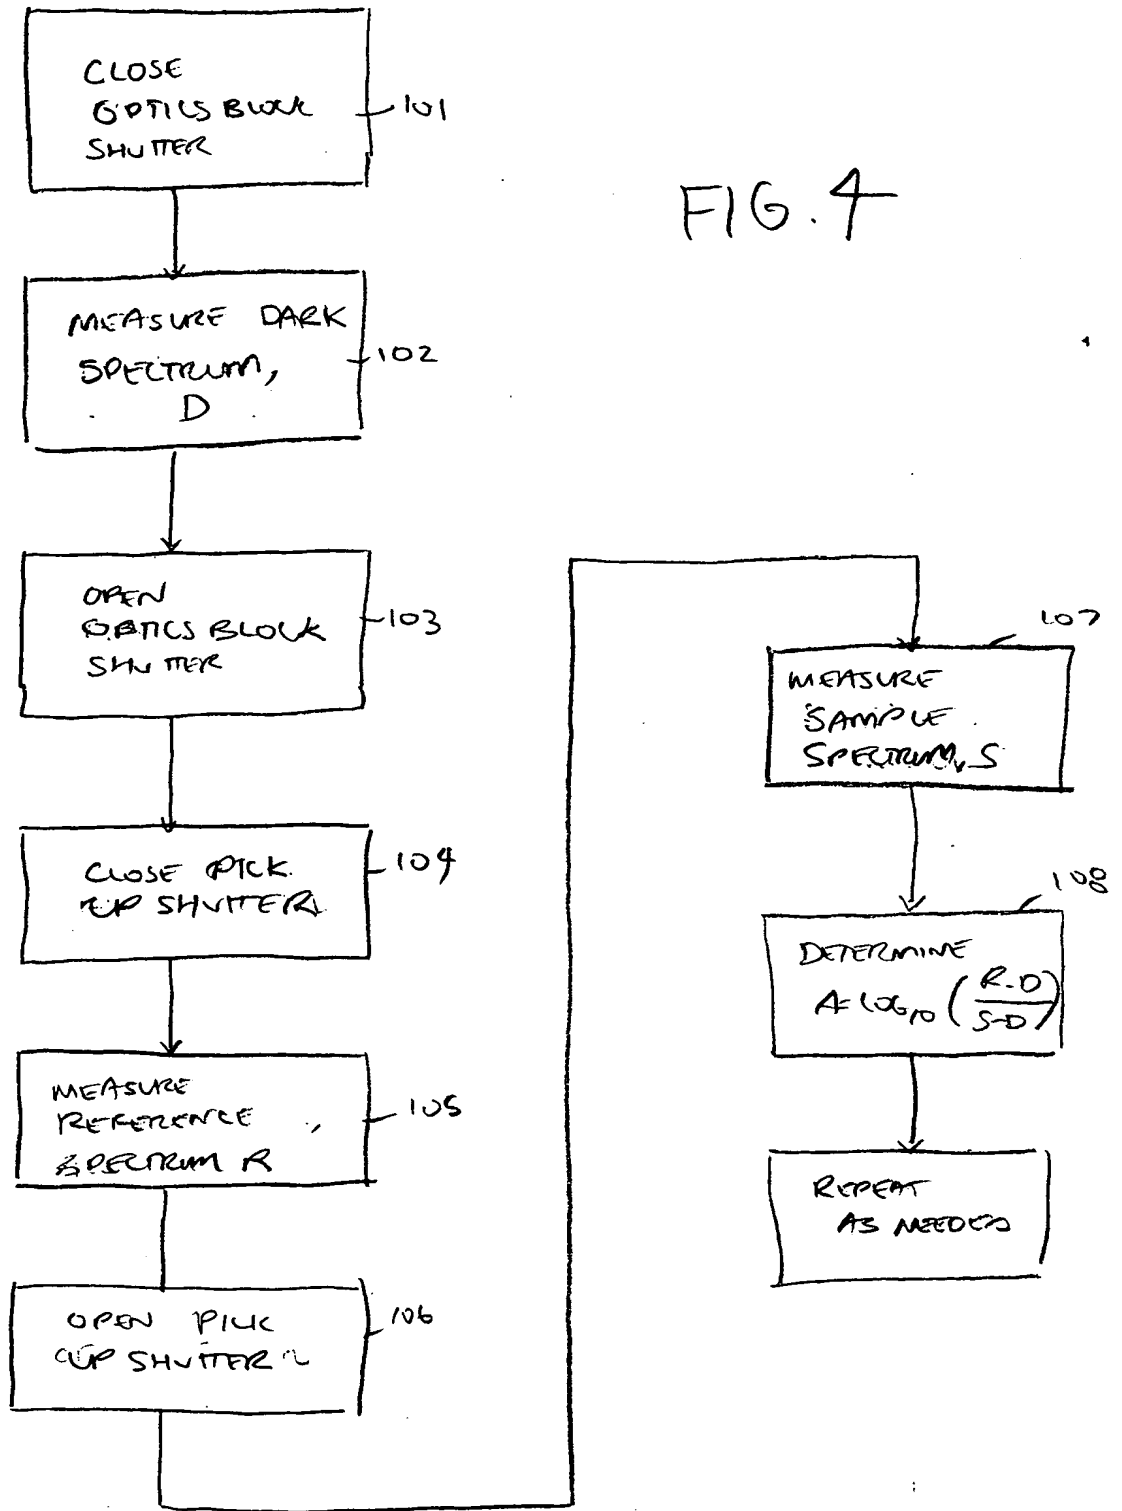 CLOSE
OPTICS BLOCK
SHUTTER
101
FIG. 4
MEASURE DARK
SPECTRUM,
D
102
OPEN
OPTICS BLOCK
SHUTTER
103
CLOSE PICK
UP SHUTTER
104
MEASURE
REFERENCE
SPECTRUM R
105
OPEN PICK
UP SHUTTER
106
107
MEASURE
SAMPLE
SPECTRUM, S
108
DETERMINE
A=LOG10 (R-D/S-D)
REPEAT
AS NEEDED